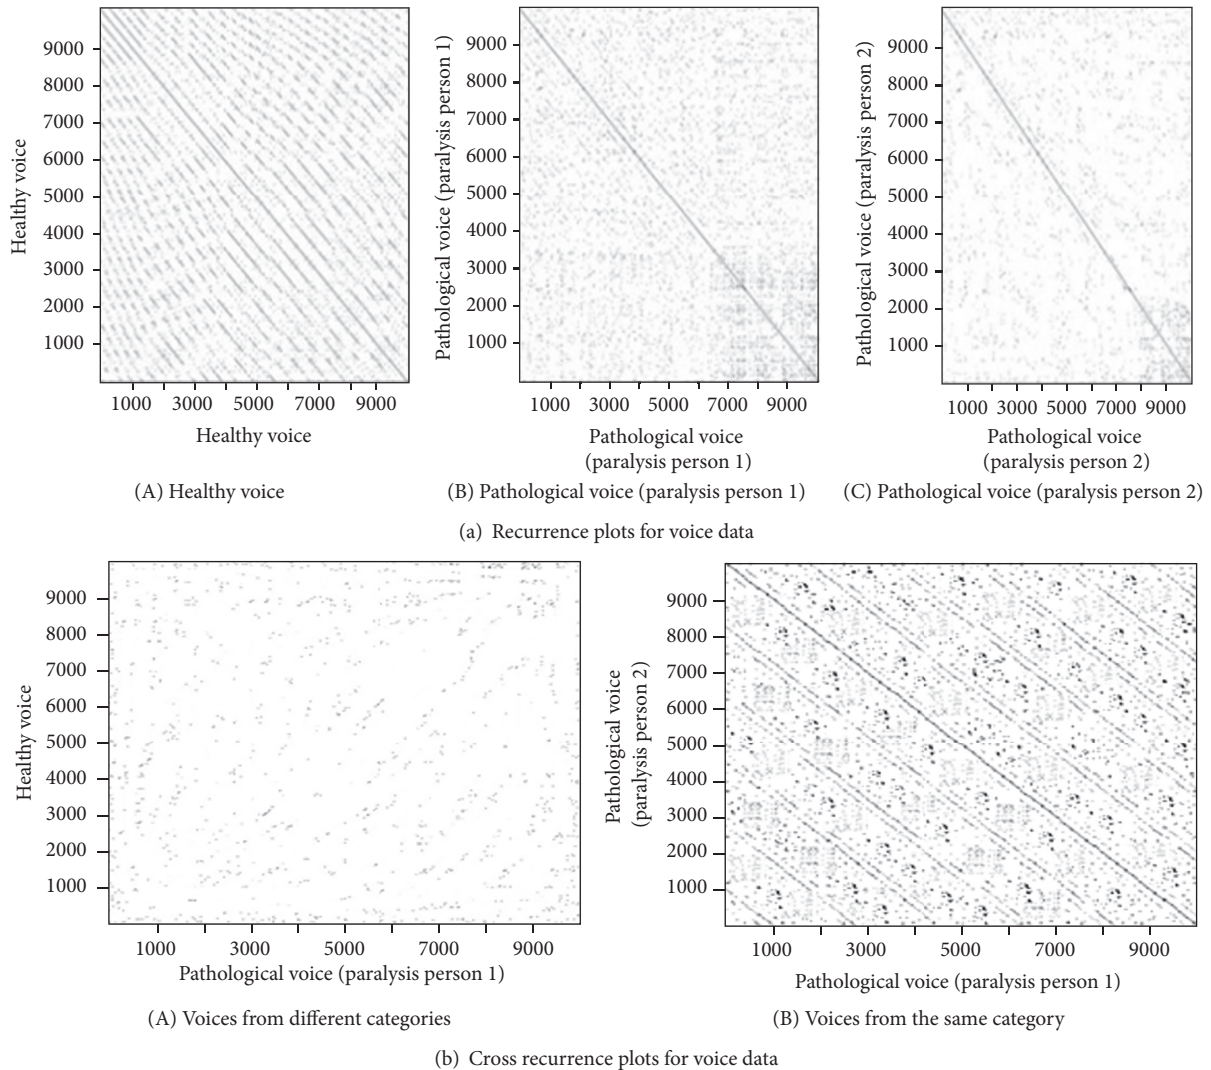 Healthy voice
9000
8000
7000
6000
5000
4000
3000
2000
1000
1000 3000 5000 7000 9000
Healthy voice
(A) Healthy voice
Pathological voice (paralysis person 1)
9000
8000
7000
6000
5000
4000
3000
2000
1000
1000 3000 5000 7000 9000
Pathological voice
(paralysis person 1)
(B) Pathological voice (paralysis person 1)
Pathological voice (paralysis person 2)
9000
8000
7000
6000
5000
4000
3000
2000
1000
1000 3000 5000 7000 9000
Pathological voice
(paralysis person 2)
(C) Pathological voice (paralysis person 2)
(a) Recurrence plots for voice data
Healthy voice
9000
8000
7000
6000
5000
4000
3000
2000
1000
1000 3000 5000 7000 9000
Pathological voice (paralysis person 1)
(A) Voices from different categories
Pathological voice
(paralysis person 2)
9000
8000
7000
6000
5000
4000
3000
2000
1000
1000 3000 5000 7000 9000
Pathological voice (paralysis person 1)
(B) Voices from the same category
(b) Cross recurrence plots for voice data